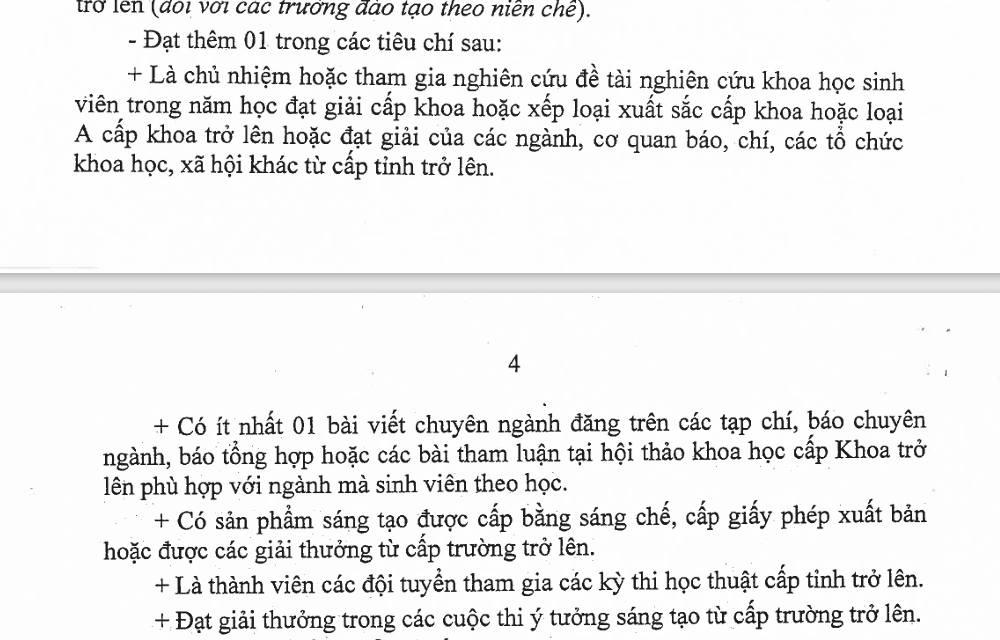 trở lên (đối với các trường đào tạo theo niên chế).
- Đạt thêm 01 trong các tiêu chí sau:
+ Là chủ nhiệm hoặc tham gia nghiên cứu đề tài nghiên cứu khoa học sinh
viên trong năm học đạt giải cấp khoa hoặc xếp loại xuất sắc cấp khoa hoặc loại
A cấp khoa trở lên hoặc đạt giải của các ngành, cơ quan báo, chí, các tổ chức
khoa học, xã hội khác từ cấp tỉnh trở lên.
4
+ Có ít nhất 01 bài viết chuyên ngành đăng trên các tạp chí, báo chuyên
ngành, báo tổng hợp hoặc các bài tham luận tại hội thảo khoa học cấp Khoa trở
lên phù hợp với ngành mà sinh viên theo học.
+ Có sản phẩm sáng tạo được cấp bằng sáng chế, cấp giấy phép xuất bản
hoặc được các giải thưởng từ cấp trường trở lên.
+ Là thành viên các đội tuyển tham gia các kỳ thi học thuật cấp tỉnh trở lên.
+ Đạt giải thưởng trong các cuộc thi ý tưởng sáng tạo từ cấp trường trở lên.